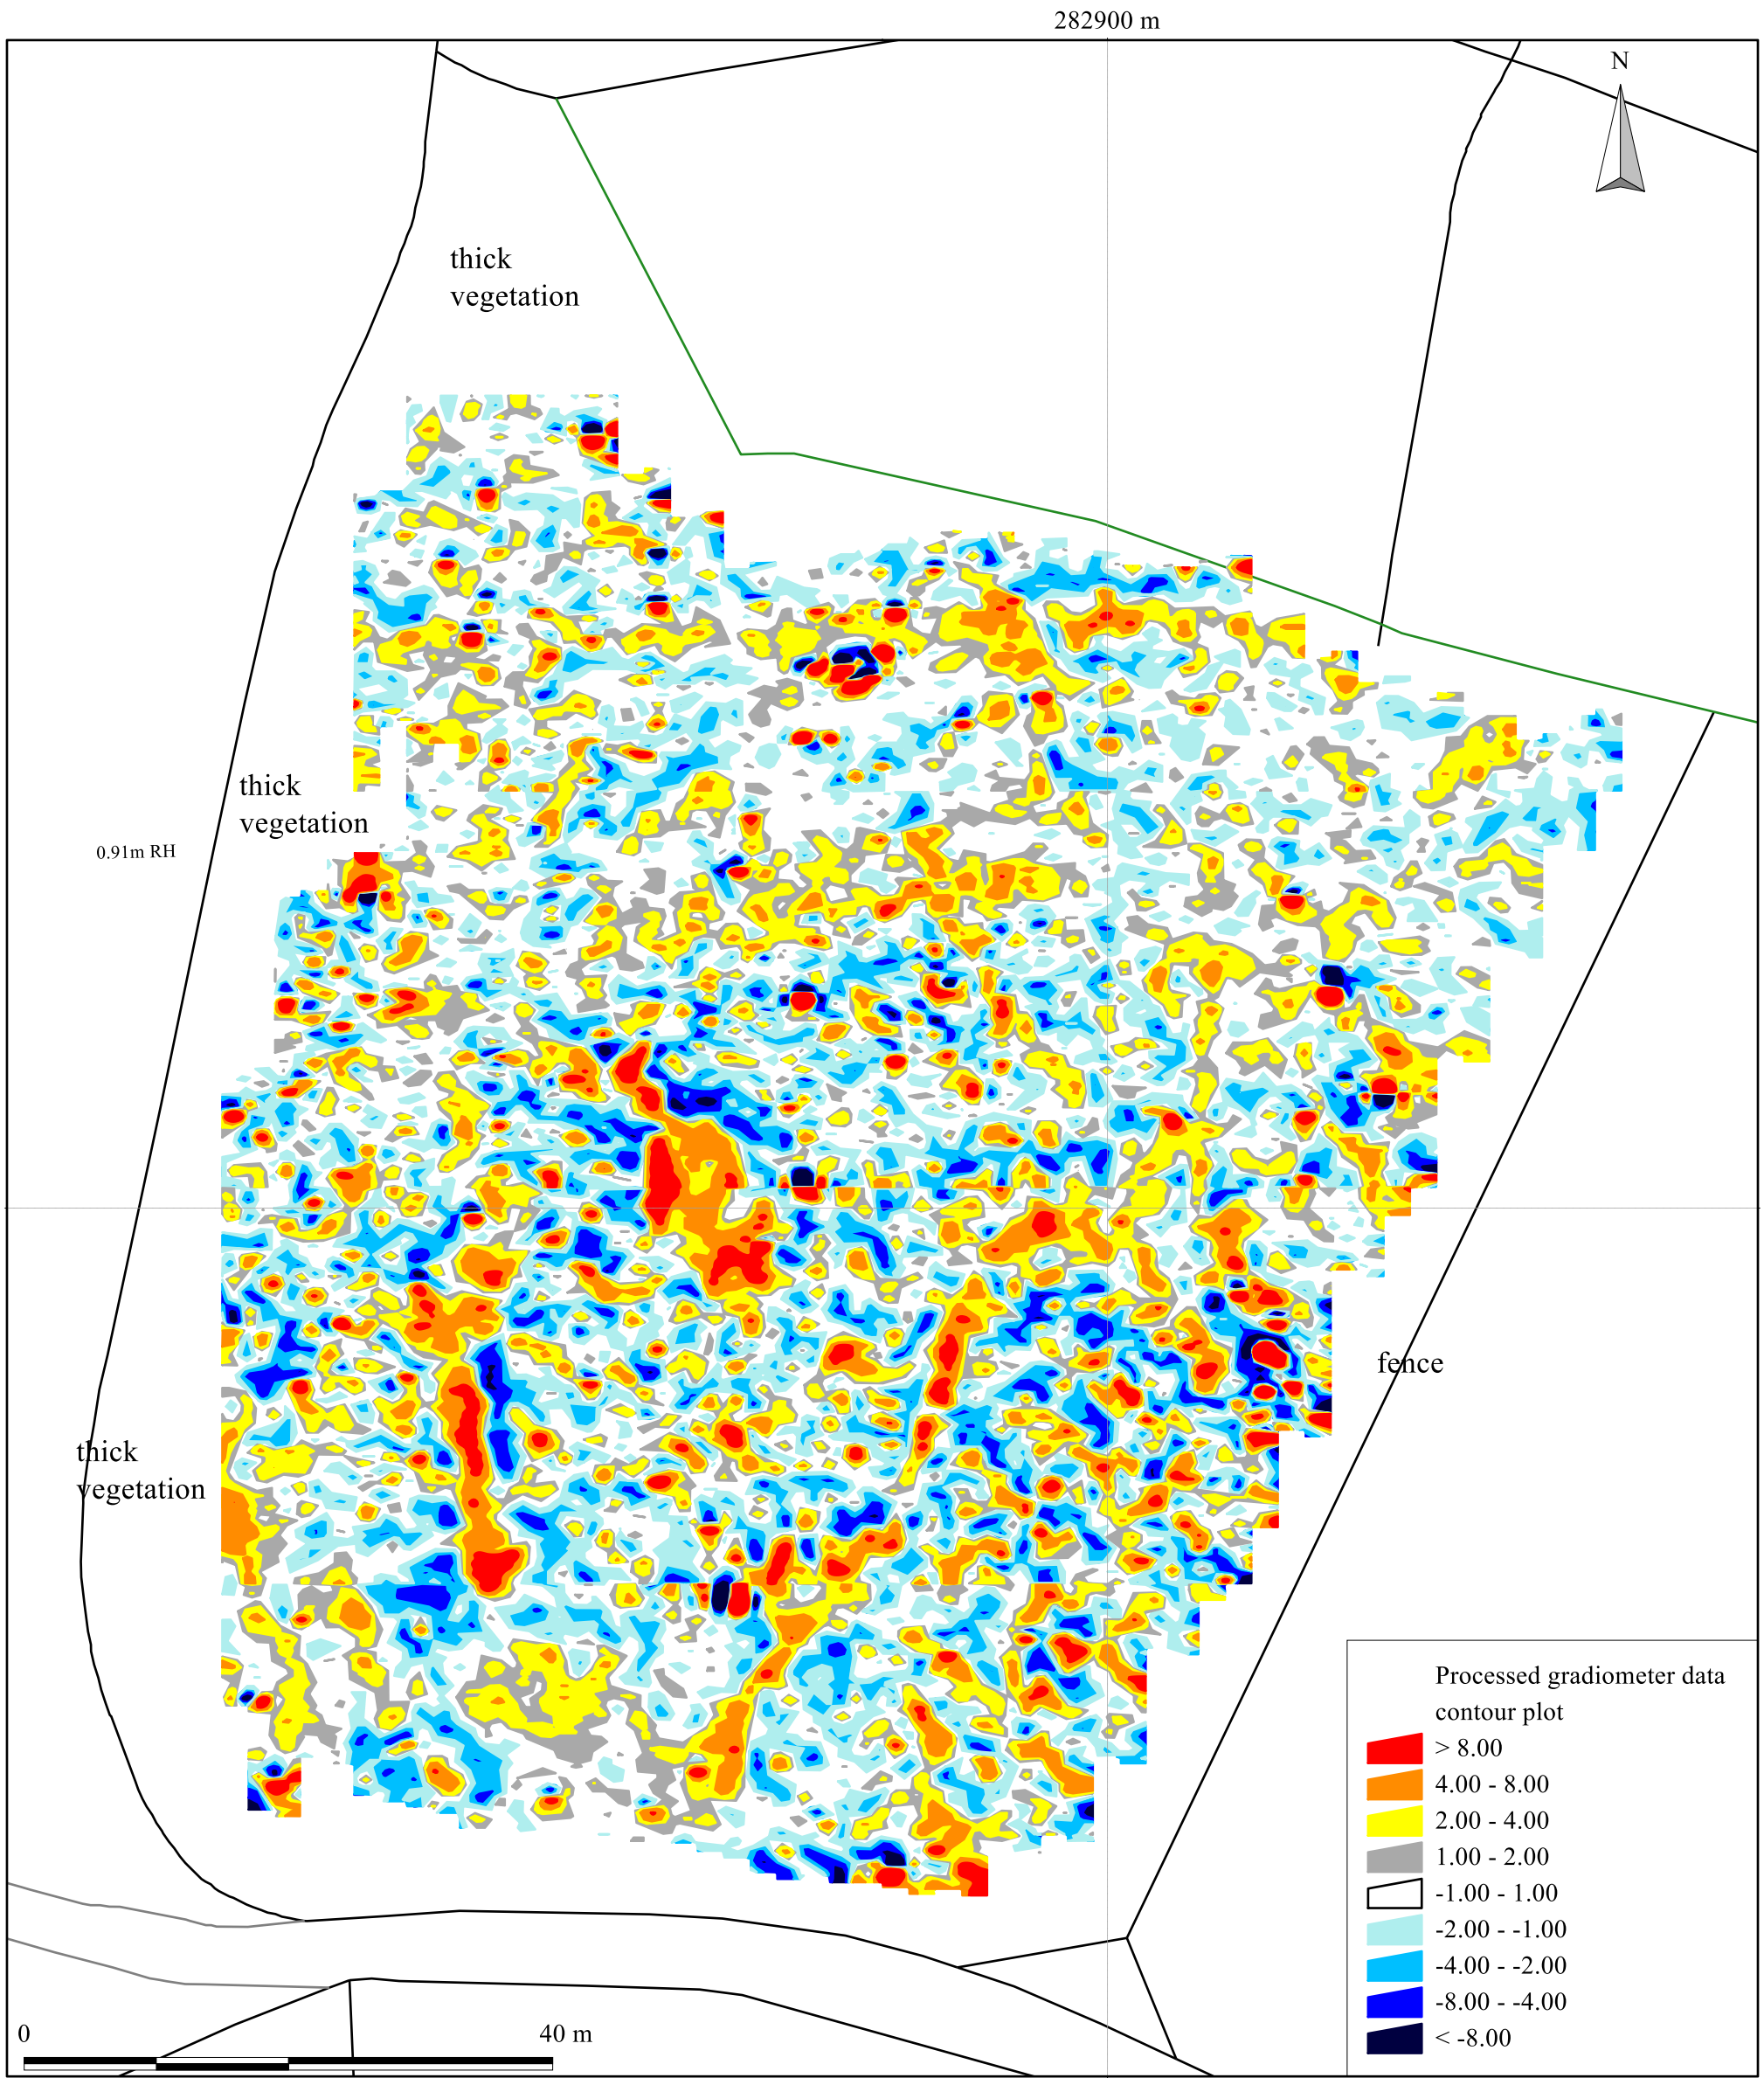 282900 m
N
thick
vegetation
thick
vegetation
0.91m RH
fence
thick
vegetation
Processed gradiometer data
contour plot
> 8.00
4.00 - 8.00
2.00 - 4.00
1.00 - 2.00
-1.00 - 1.00
-2.00 - -1.00
-4.00 - -2.00
-8.00 - -4.00
< -8.00
0 40 m